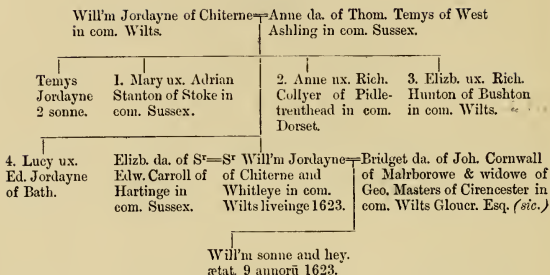 Will'm Jordayne of Chiterne=Anne da. of Thom. Temys of West
in com. Wilts.
Ashling in com. Sussex.
Temys
Jordayne
2 sonne.
1. Mary ux. Adrian
Stanton of Stoke in
com. Sussex.
2. Anne ux. Rich.
Collyer of Pidle-
trenthead in com.
Dorset.
3. Elizb. ux. Rich.
Hunton of Bushton
in com. Wilts.
4. Lucy ux.
Ed. Jordayne
of Bath.
Elizb. da. of Sr=Sr Will'm Jordayne=Bridget da. of Joh. Cornwall
Edw. Carroll of
Hartinge in
com. Sussex.
of Chiterne and
Whitleye in com.
Wilts liveinge 1623.
of Malrborowe & widowe of
Geo. Masters of Cirencester in
com. Wilts Gloucr. Esq. (sic.)
Will'm sonne and hey.
ætat. 9 annorū 1623.